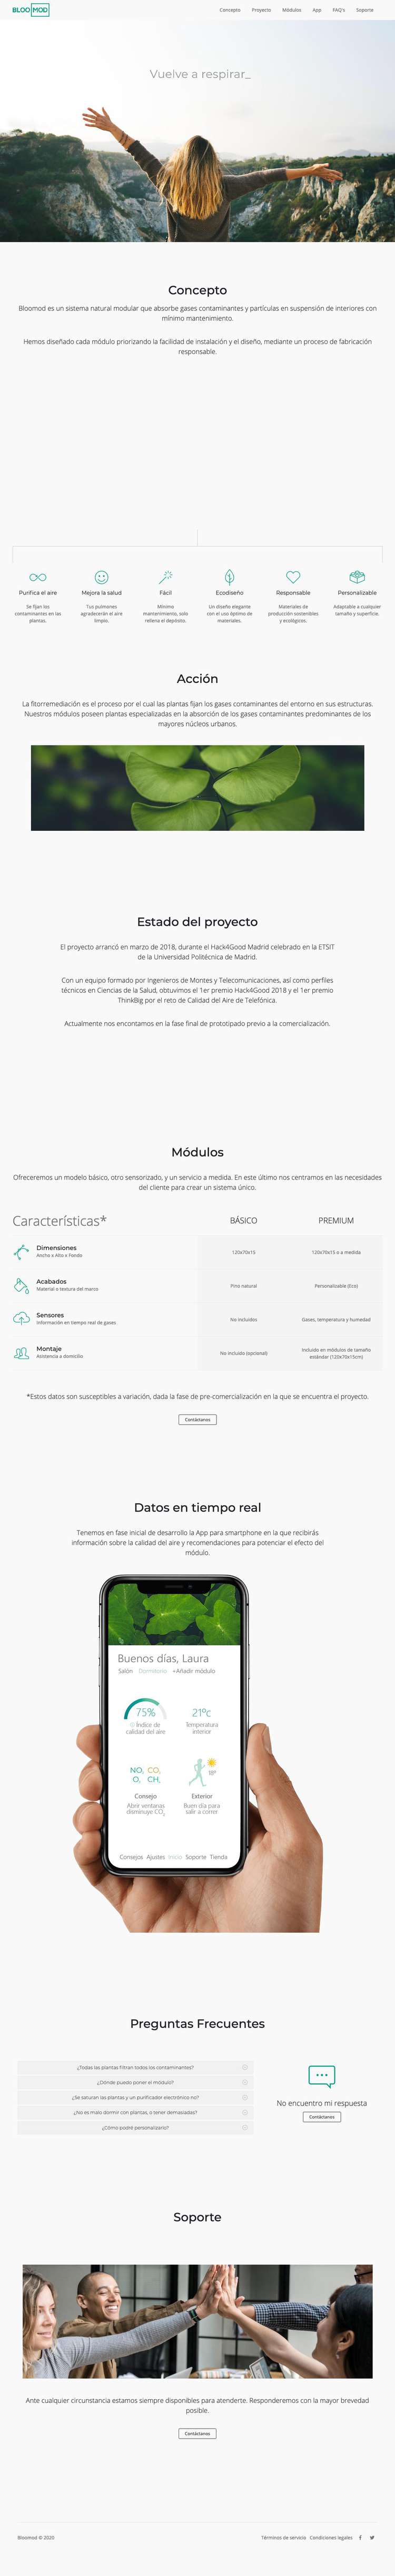 BLOO MOD
Concepto Proyecto Módulos App FAQ's Soporte
Vuelve a respirar_
Concepto
Bloomod es un sistema natural modular que absorbe gases contaminantes y partículas en suspensión de interiores con
mínimo mantenimiento.
Hemos diseñado cada módulo priorizando la facilidad de instalación y el diseño, mediante un proceso de fabricación
responsable.
Purifica el aire
Se fijan los
contaminantes en las
plantas.
Mejora la salud
Tus pulmones
agradecerán el aire
limpio.
Fácil
Mínimo
mantenimiento, solo
rellena el depósito.
Ecodiseño
Un diseño elegante
con el uso óptimo de
materiales.
Responsable
Materiales de
producción sostenibles
y ecológicos.
Personalizable
Adaptable a cualquier
tamaño y superficie.
Acción
La fitorremediación es el proceso por el cual las plantas fijan los gases contaminantes del entorno en sus estructuras.
Nuestros módulos poseen plantas especializadas en la absorción de los gases contaminantes predominantes de los
mayores núcleos urbanos.
Estado del proyecto
El proyecto arrancó en marzo de 2018, durante el Hack4Good Madrid celebrado en la ETSIT
de la Universidad Politécnica de Madrid.
Con un equipo formado por Ingenieros de Montes y Telecomunicaciones, así como perfiles
técnicos en Ciencias de la Salud, obtuvimos el 1er premio Hack4Good 2018 y el 1er premio
ThinkBig por el reto de Calidad del Aire de Telefónica.
Actualmente nos encontamos en la fase final de prototipado previo a la comercialización.
Módulos
Ofreceremos un modelo básico, otro sensorizado, y un servicio a medida. En este último nos centramos en las necesidades
del cliente para crear un sistema único.
Características* BÁSICO PREMIUM
Dimensiones
Ancho x Alto x Fondo
120x70x15 120x70x15 o a medida
Acabados
Material o textura del marco
Pino natural Personalizable (Eco)
Sensores
Información en tiempo real de gases
No incluidos Gases, temperatura y humedad
Montaje
Asistencia a domicilio
No incluido (opcional)
Incluido en módulos de tamaño
estándar (120x70x15cm)
*Estos datos son susceptibles a variación, dada la fase de pre-comercialización en la que se encuentra el proyecto.
Contáctanos
Datos en tiempo real
Tenemos en fase inicial de desarrollo la App para smartphone en la que recibirás
información sobre la calidad del aire y recomendaciones para potenciar el efecto del
módulo.
Buenos días, Laura
Salón Dormitorio +Añadir módulo
75%
Índice de
calidad del aire
21ºc
Temperatura
interior
NO, CO,
O, CH,
Consejo
Abrir ventanas
disminuye CO2
Exterior
Buen día para
salir a correr
Consejos Ajustes Inicio Soporte Tienda
Preguntas Frecuentes
¿Todas las plantas filtran todos los contaminantes?
¿Dónde puedo poner el módulo?
¿Se saturan las plantas y un purificador electrónico no?
¿No es malo dormir con plantas, o tener demasiadas?
¿Cómo podré personalizarlo?
No encuentro mi respuesta
Contáctanos
Soporte
Ante cualquier circunstancia estamos siempre disponibles para atenderte. Responderemos con la mayor brevedad
posible.
Contáctanos
Bloomod © 2020
Términos de servicio Condiciones legales